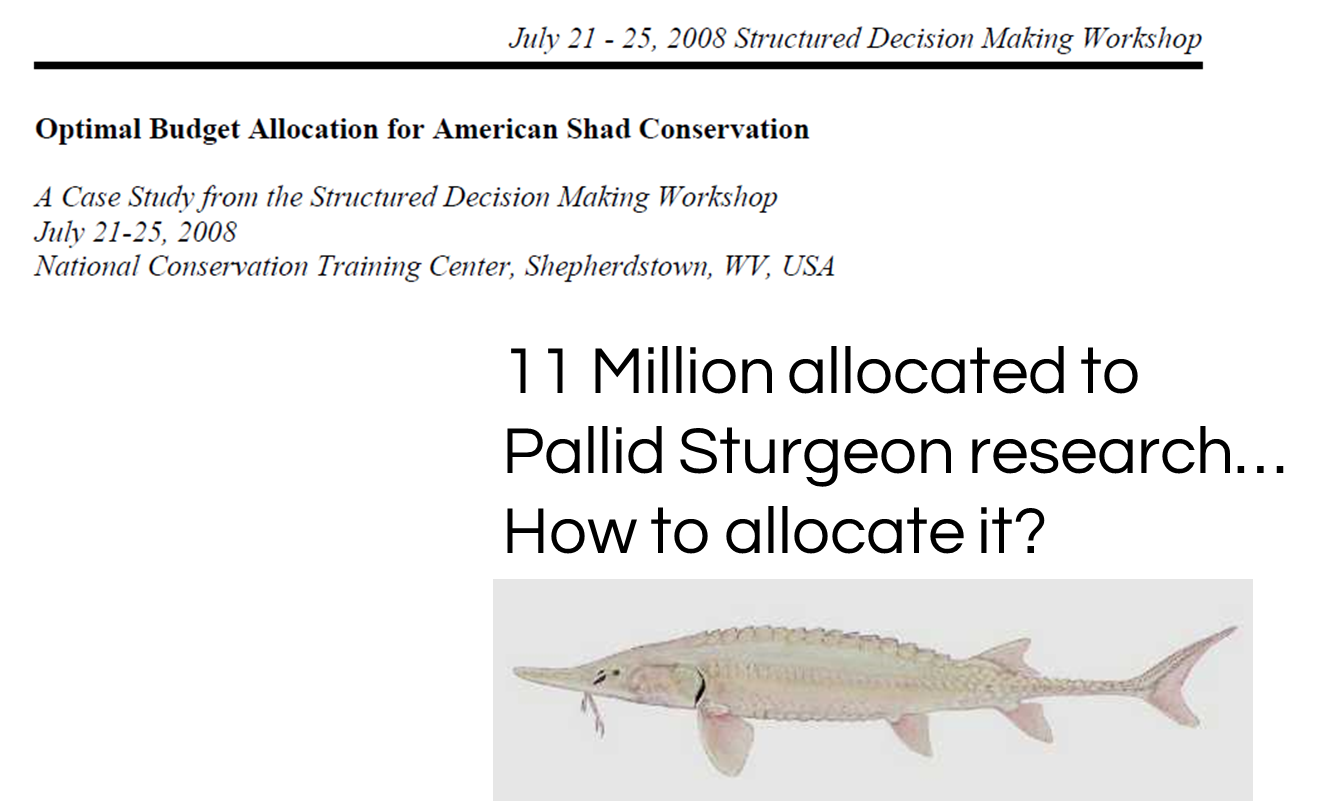 July 21 - 25, 2008 Structured Decision Making Workshop
Optimal Budget Allocation for American Shad Conservation
A Case Study from the Structured Decision Making Workshop
July 21-25, 2008
National Conservation Training Center, Shepherdstown, WV, USA
11 Million allocated to
Pallid Sturgeon research...
How to allocate it?